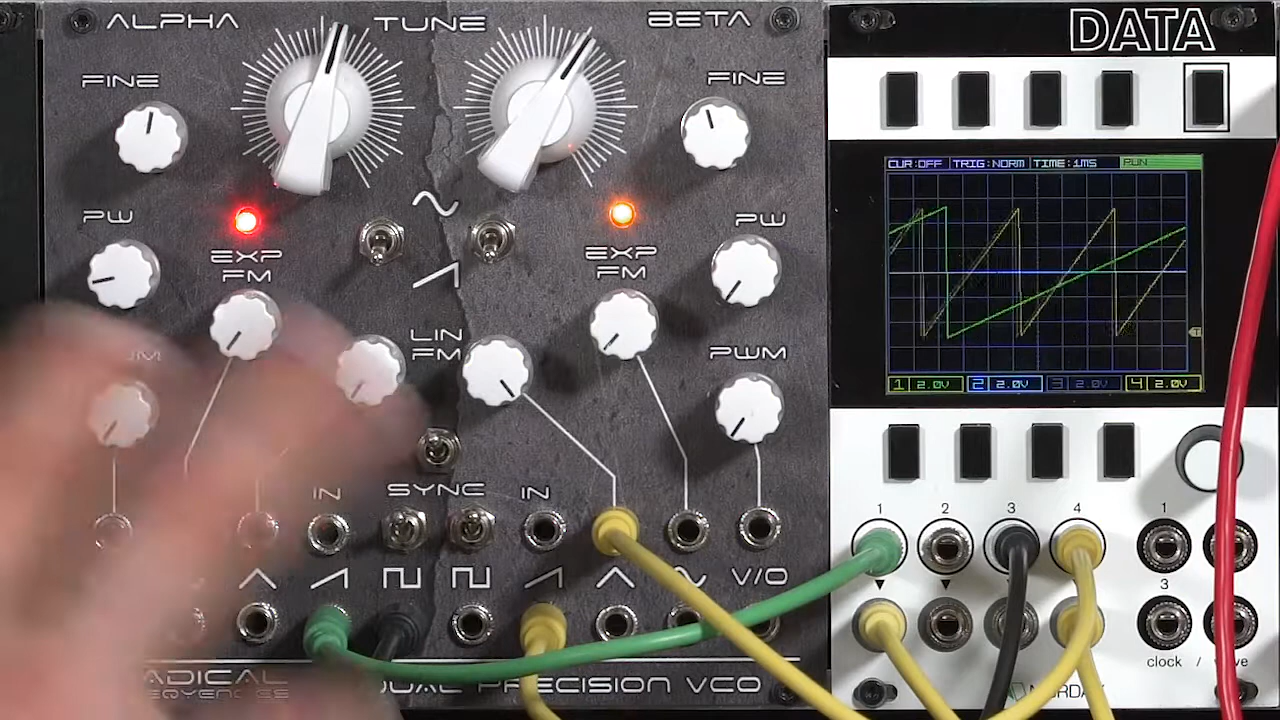 ALPHA
TUNE
BETA
DATA
FINE
FINE
CUR:OFF TRIG:NORM TIME:1MS RUN
PW
PW
EXP
FM
EXP
FM
LIN
FM
PWM
1 2.0V 2 2.0V 3 2.0V 4 2.0V
IN
SYNC
IN
1 2 3 4 1
V/O
3
clock /
DUAL PRECISION VCO